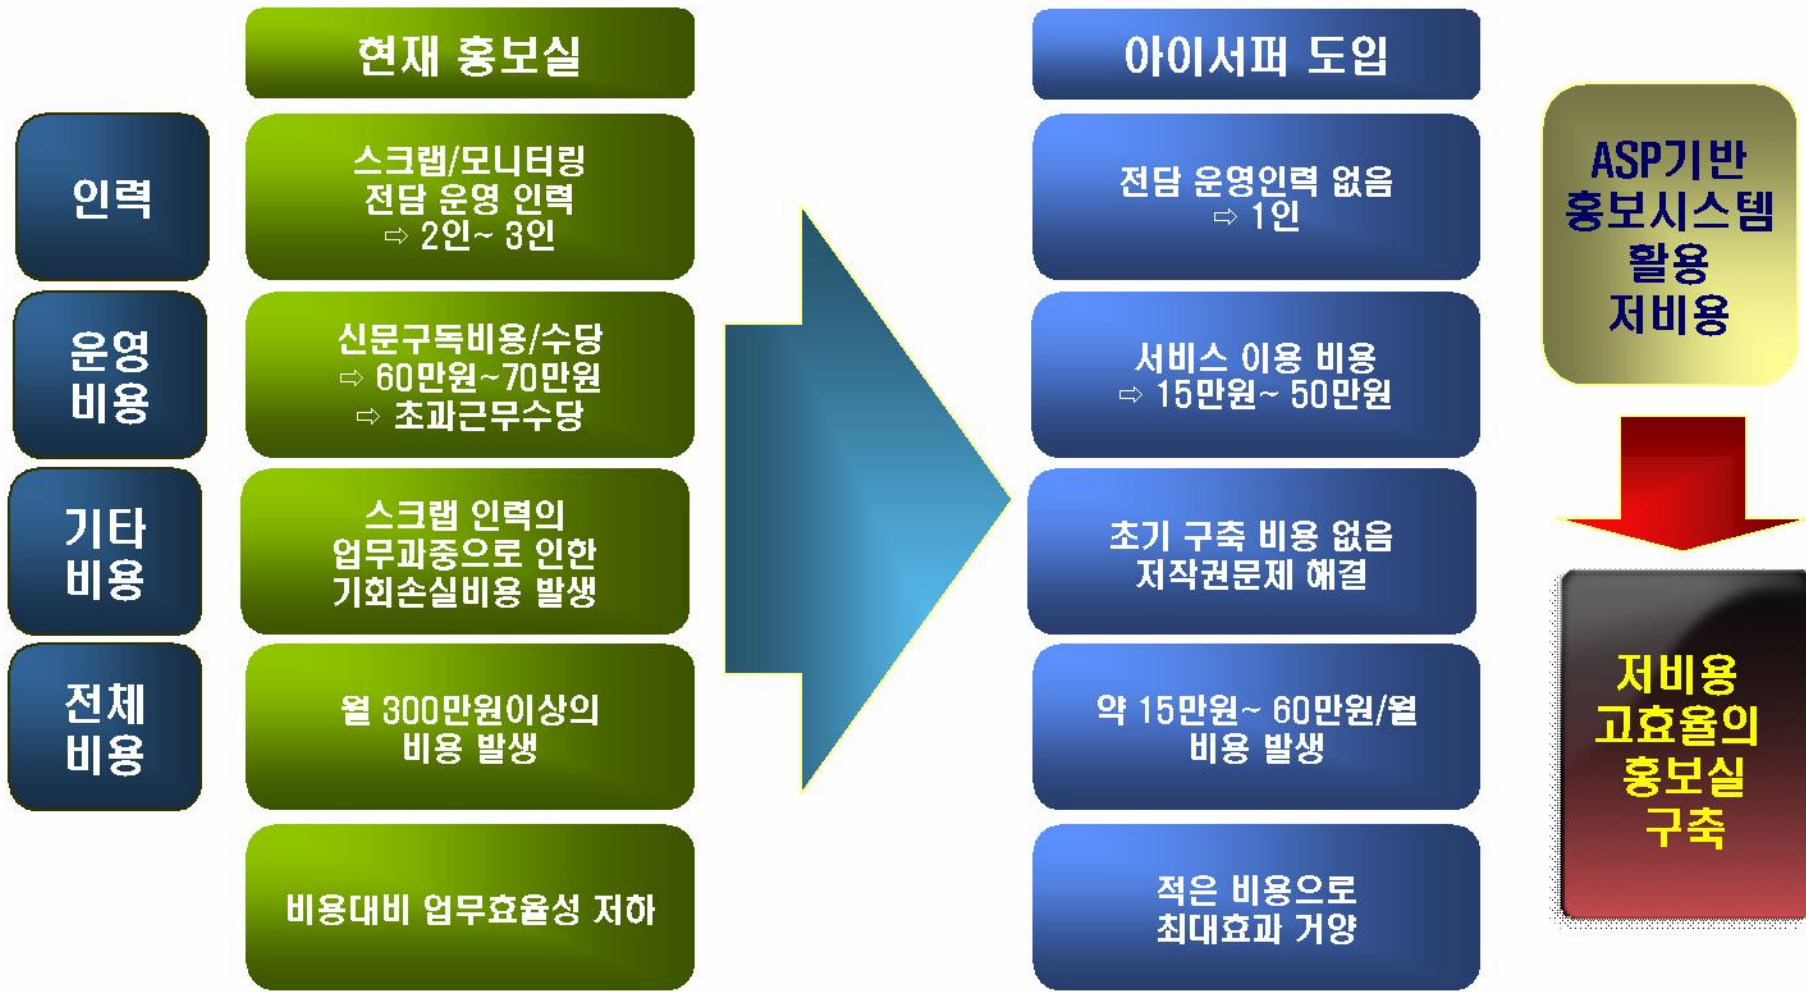 현재 홍보실
아이서퍼 도입
인력
스크랩/모니터링
전담 운영 인력
⇨ 2인~ 3인
전담 운영인력 없음
⇨ 1인
운영
비용
신문구독비용/수당
⇨ 60만원~70만원
⇨ 초과근무수당
서비스 이용 비용
⇨ 15만원~ 50만원
기타
비용
스크랩 인력의
업무과중으로 인한
기회손실비용 발생
초기 구축 비용 없음
저작권문제 해결
전체
비용
월 300만원이상의
비용 발생
약 15만원~ 60만원/월
비용 발생
비용대비 업무효율성 저하
적은 비용으로
최대효과 거양
ASP기반
홍보시스템
활용
저비용
저비용
고효율의
홍보실
구축